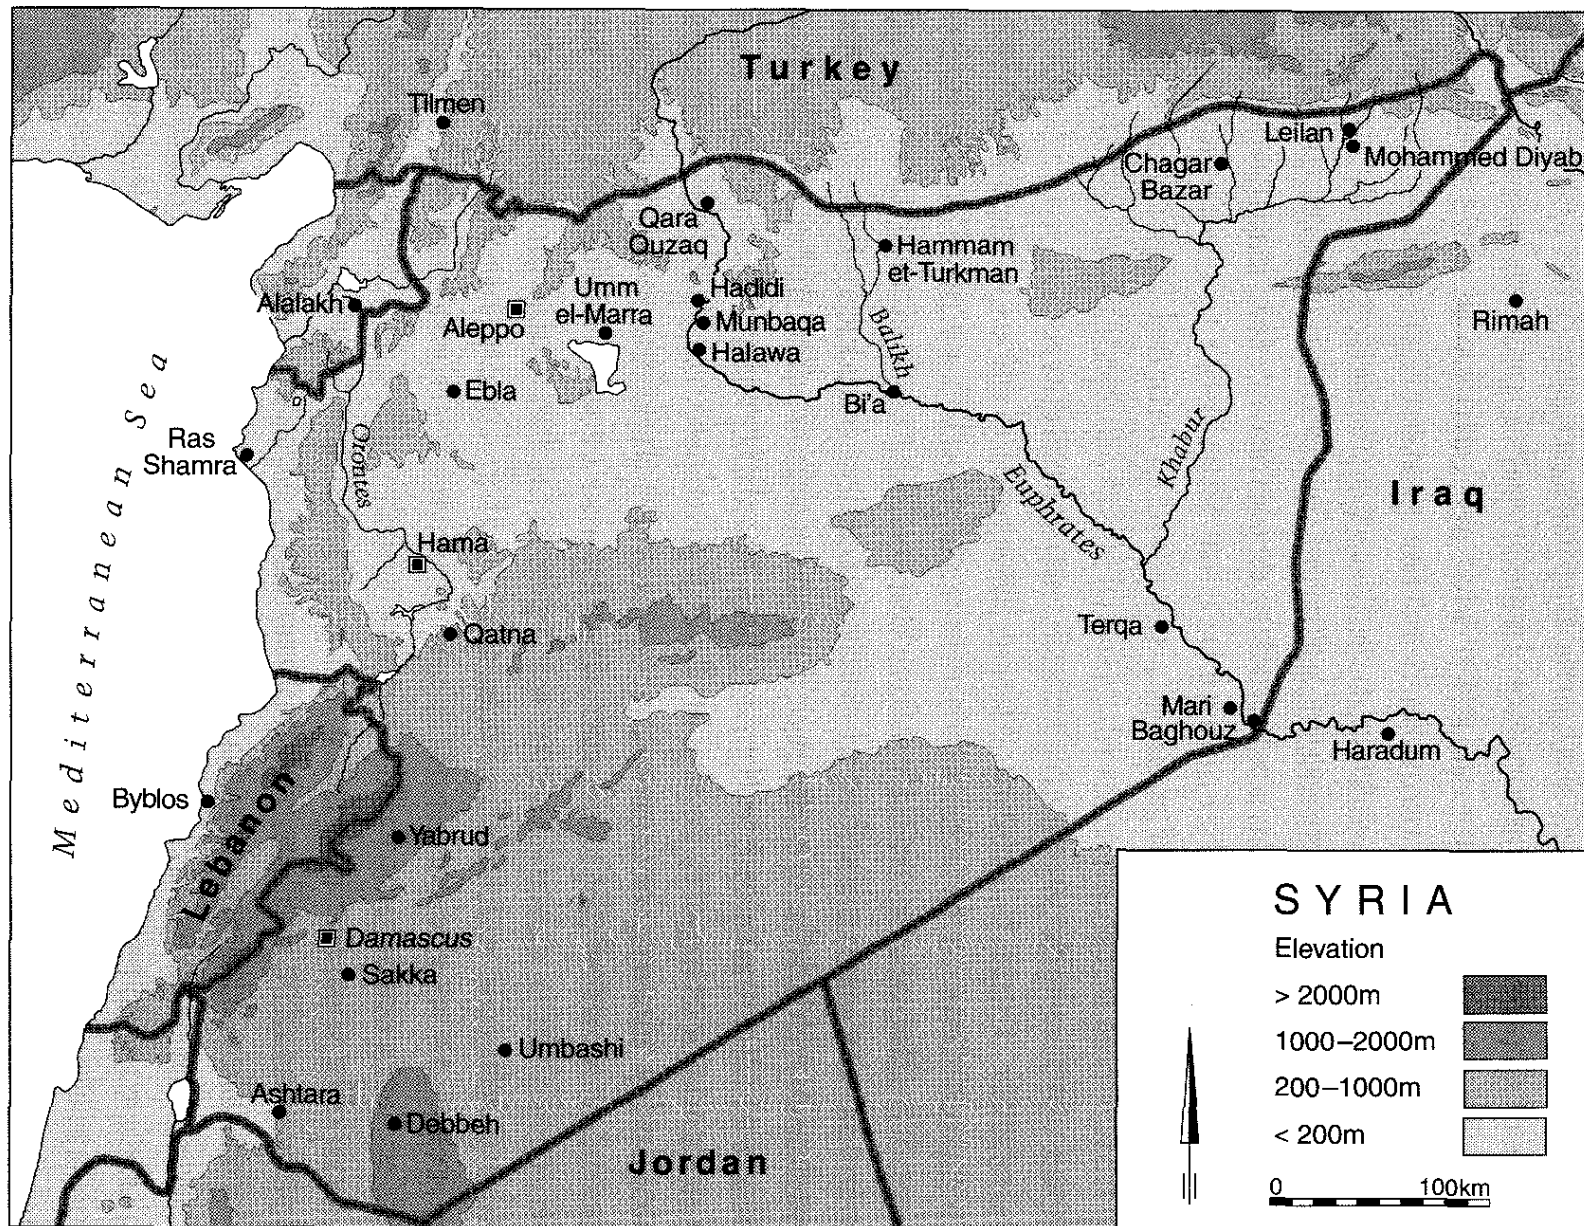 Turkey
Tilmen
Leilan
Mohammed Diyab
Chagar
Bazar
Qara
Quzaq
Hammam
et-Turkman
Umm
el-Marra
Hadidi
Alalakh
Aleppo
Munbaqa
Rimah
Balikh
Halawa
Ebla
Bi'a
Ras
Shamra
Orontes
Khabur
Euphrates
Iraq
Mediterranean Sea
Hama
Qatna
Terqa
Mari
Baghouz
Haradum
Byblos
Lebanon
Yabrud
Damascus
Sakka
Umbashi
Ashtara
Debbeh
Jordan
SYRIA
Elevation
> 2000m
1000–2000m
200–1000m
< 200m
0 100km